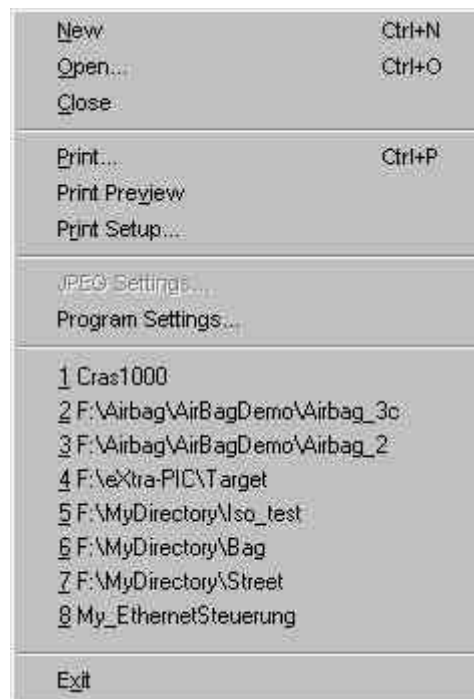 New Ctrl+N
Open... Ctrl+O
Close
Print... Ctrl+P
Print Preview
Print Setup...
JPEG Settings...
Program Settings...
1 Cras1000
2 F:\Airbag\AirBagDemo\Airbag_3c
3 F:\Airbag\AirBagDemo\Airbag_2
4 F:\eXtra-PIC\Target
5 F:\MyDirectory\Iso_test
6 F:\MyDirectory\Bag
7 F:\MyDirectory\Street
8 My_EthernetSteuerung
Exit